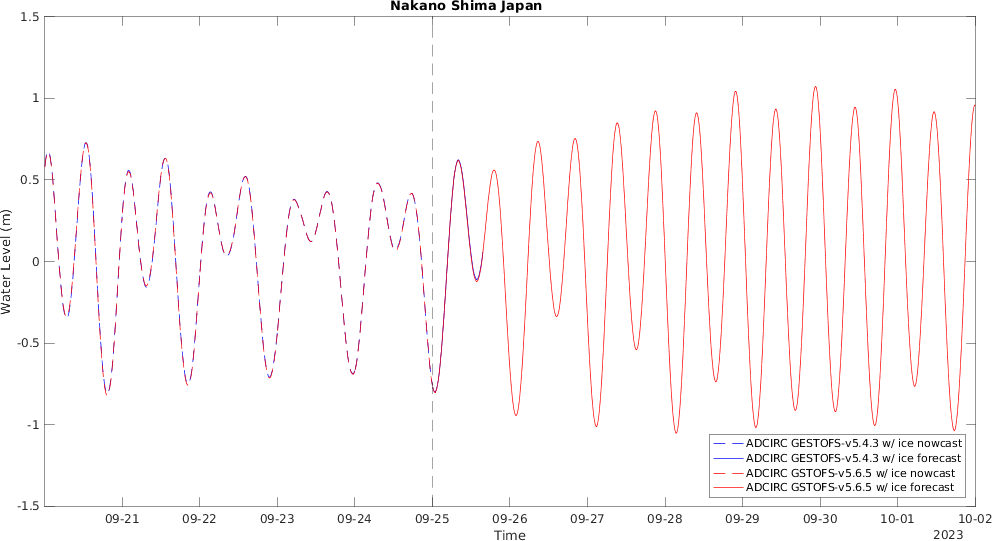 Nakano Shima Japan
1.5
1
0.5
0
-0.5
-1
-1.5
Water Level (m)
ADCIRC GESTOFS-v5.4.3 w/ ice nowcast
ADCIRC GESTOFS-v5.4.3 w/ ice forecast
ADCIRC GSTOFS-v5.6.5 w/ ice nowcast
ADCIRC GSTOFS-v5.6.5 w/ ice forecast
09-21 09-22 09-23 09-24 09-25 09-26 09-27 09-28 09-29 09-30 10-01 10-02
Time
2023